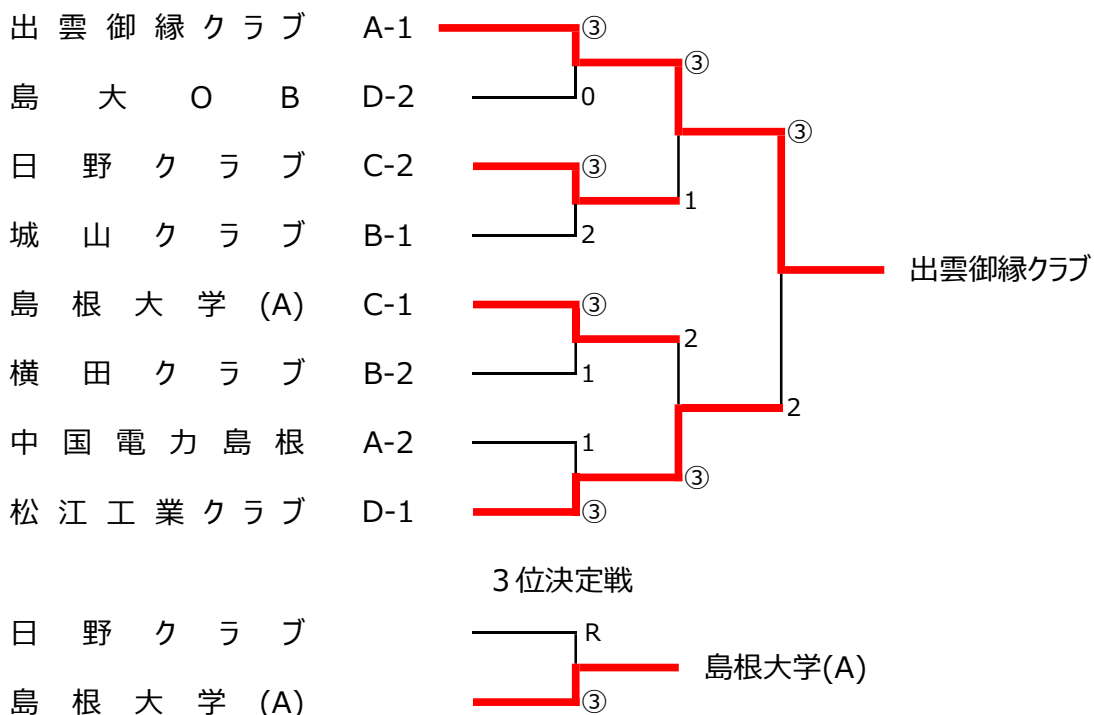 出雲御縁クラブ A-1 ③
③
島大OB D-2 0
③
日野クラブ C-2 ③
1
城山クラブ B-1 2
出雲御縁クラブ
島根大学(A) C-1 ③
2
横田クラブ B-2 1
2
中国電力島根 A-2 1
③
松江工業クラブ D-1 ③
3位決定戦
日野クラブ R
島根大学(A)
島根大学(A) ③